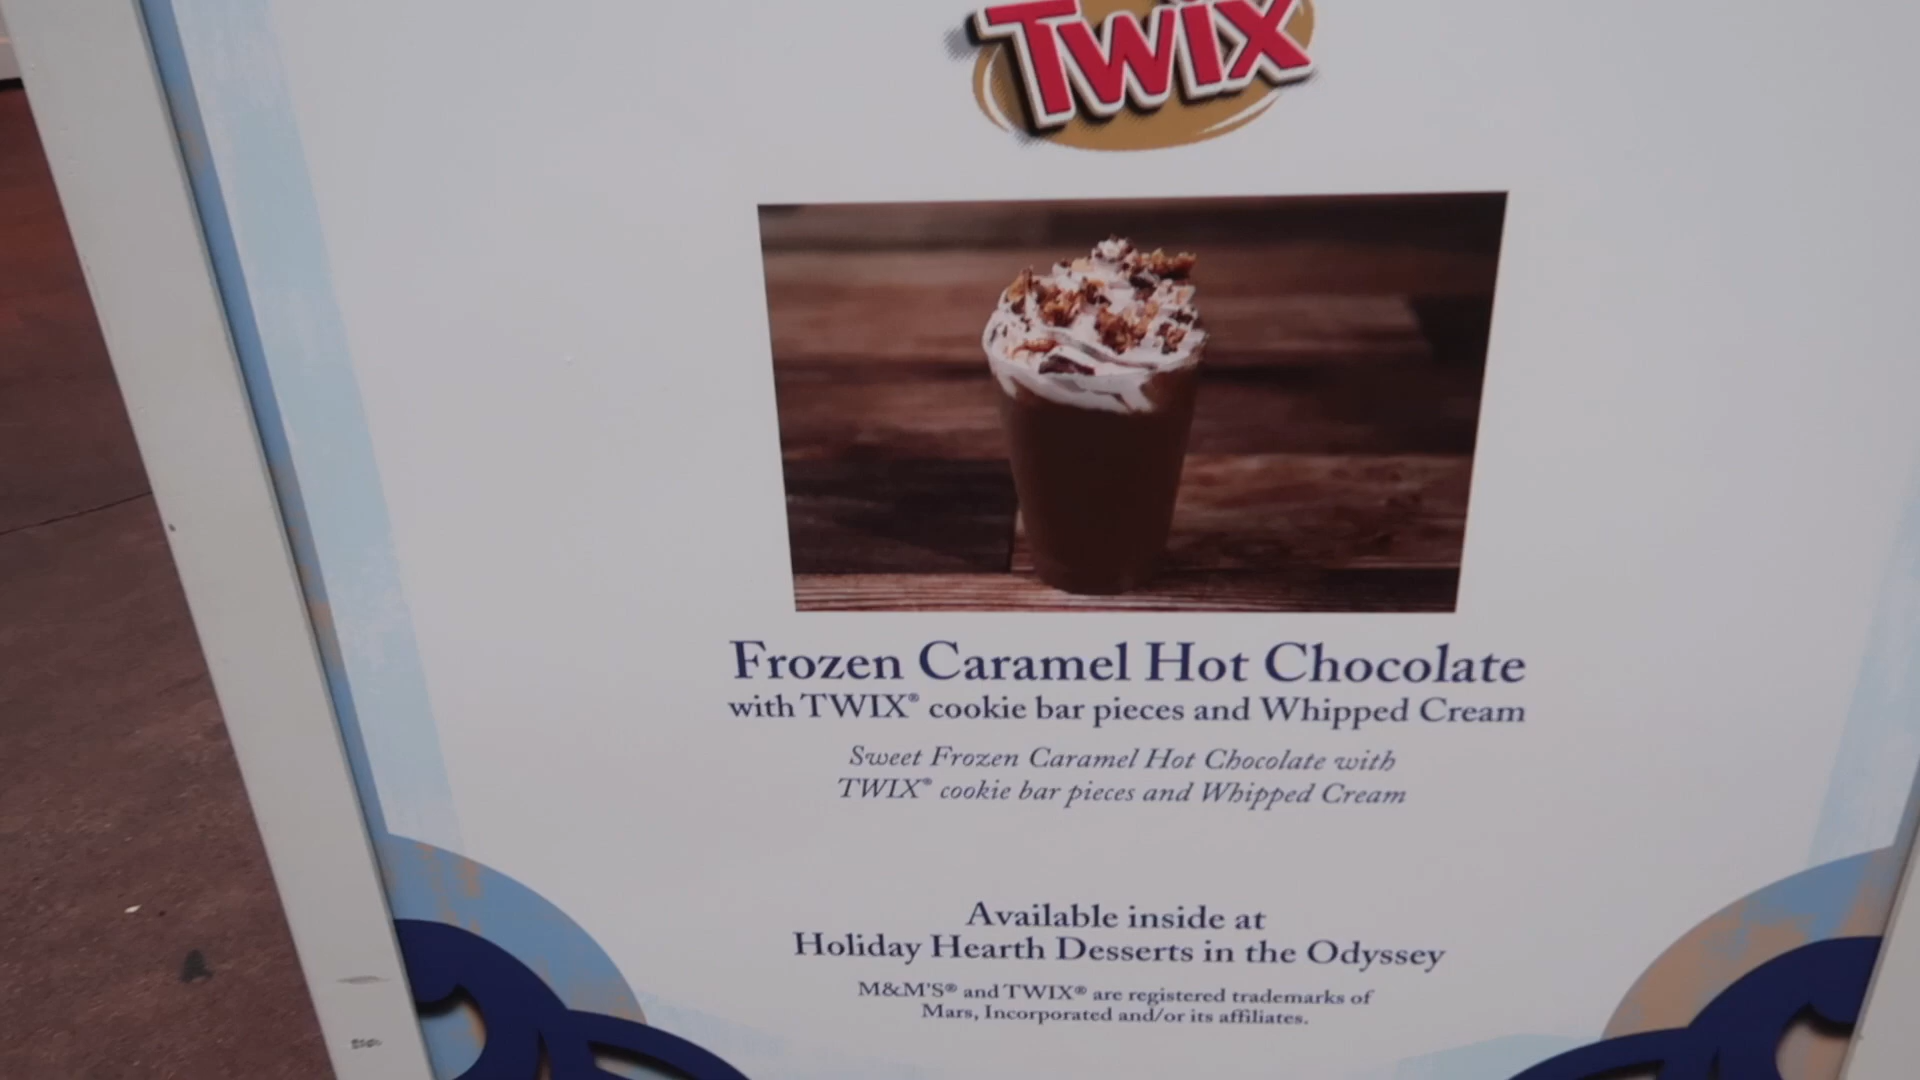 TWIX
Frozen Caramel Hot Chocolate
with TWIX® cookie bar pieces and Whipped Cream
Sweet Frozen Caramel Hot Chocolate with
TWIX® cookie bar pieces and Whipped Cream
Available inside at
Holiday Hearth Desserts in the Odyssey
M&M'S® and TWIX® are registered trademarks of
Mars, Incorporated and/or its affiliates.